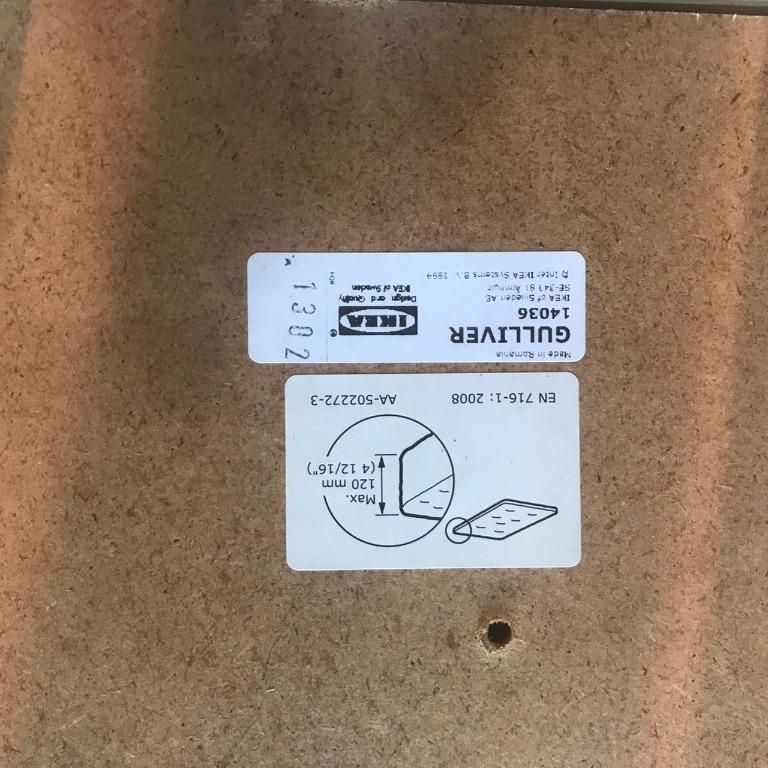 Made in Romania
GULLIVER
14036
IKEA of Sweden AB
SE-343 81 Älmhult
© Inter IKEA Systems B.V. 1999
IKEA ®
Design and Quality
IKEA of Sweden
1302
EN 716-1: 2008
AA-502272-3
Max.
120 mm
(4 12/16")